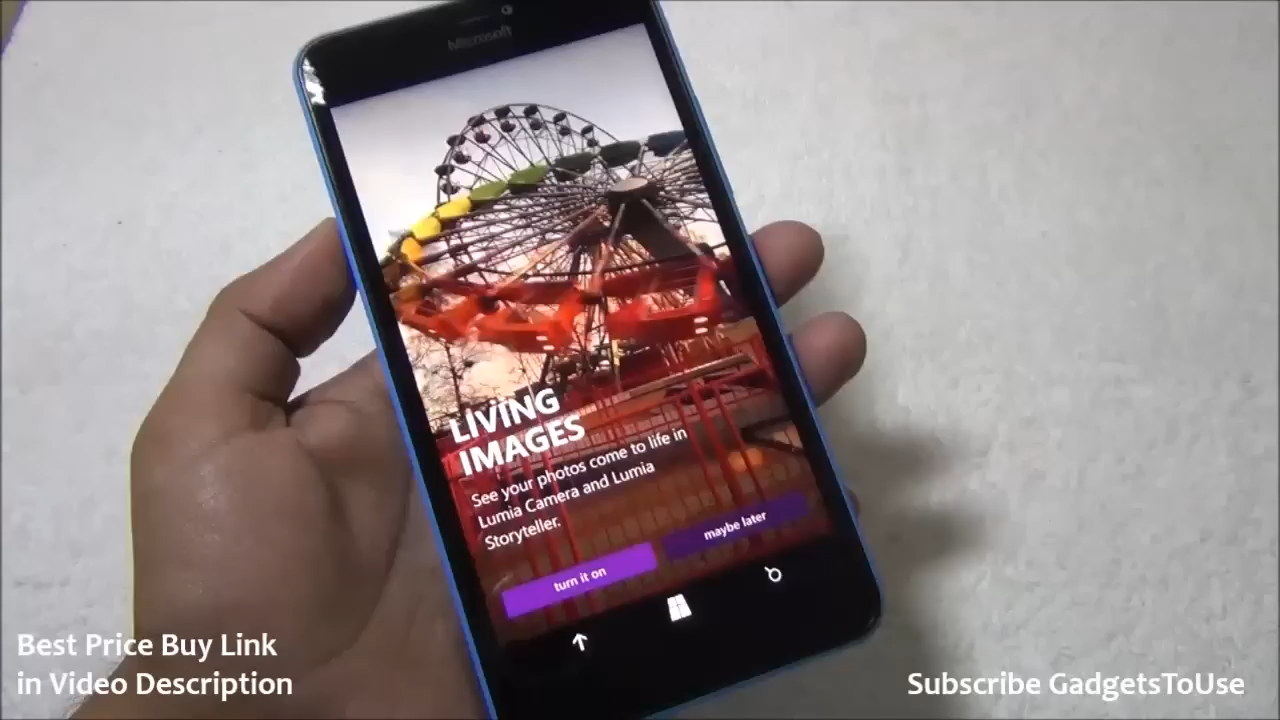 Microsoft
LIVING
IMAGES
See your photos come to life in
Lumia Camera and Lumia
Storyteller.
turn it on
maybe later
Best Price Buy Link
in Video Description
Subscribe GadgetsToUse